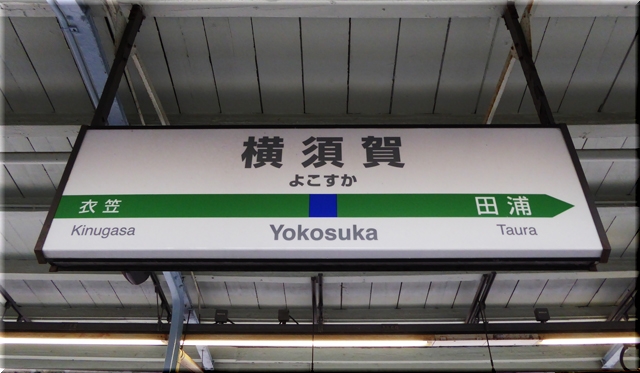 横須賀
よこすか
衣笠 田浦
Kinugasa Yokosuka Taura